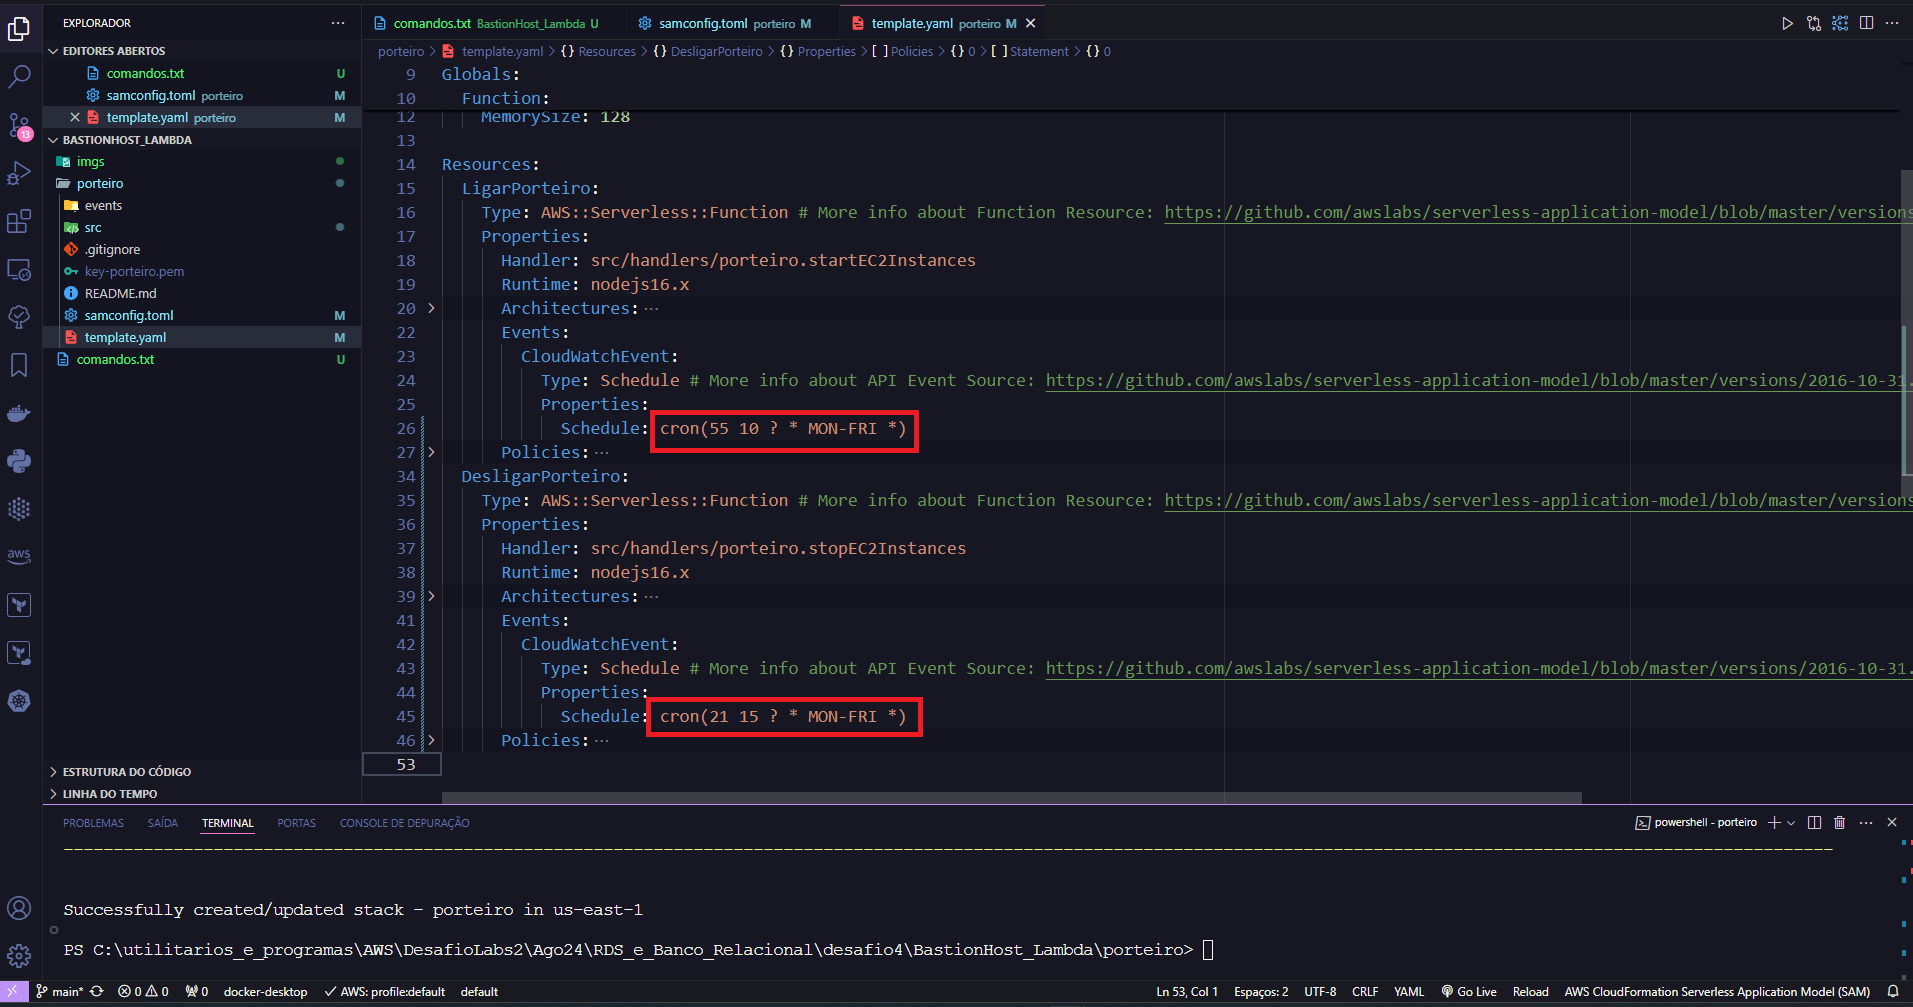 EXPLORADOR ···
EDITORES ABERTOS
comandos.txt U
samconfig.toml porteiro M
template.yaml porteiro M
BASTIONHOST_LAMBDA
imgs
porteiro
events
src
.gitignore
key-porteiro.pem
README.md
samconfig.toml M
template.yaml M
comandos.txt U
ESTRUTURA DO CÓDIGO
LINHA DO TEMPO
13
aws
comandos.txt BastionHost_Lambda U
samconfig.toml porteiro M
template.yaml porteiro M
porteiro > template.yaml > {} Resources > {} DesligarPorteiro > {} Properties > [ ] Policies > {} 0 > [ ] Statement > {} 0
9 Globals:
10 Function:
12 MemorySize: 128
13
14 Resources:
15 LigarPorteiro:
16 Type: AWS::Serverless::Function # More info about Function Resource: https://github.com/awslabs/serverless-application-model/blob/master/versions
17 Properties:
18 Handler: src/handlers/porteiro.startEC2Instances
19 Runtime: nodejs16.x
20 Architectures: ···
22 Events:
23 CloudWatchEvent:
24 Type: Schedule # More info about API Event Source: https://github.com/awslabs/serverless-application-model/blob/master/versions/2016-10-31.
25 Properties:
26 Schedule: cron(55 10 ? * MON-FRI *)
27 Policies: ···
34 DesligarPorteiro:
35 Type: AWS::Serverless::Function # More info about Function Resource: https://github.com/awslabs/serverless-application-model/blob/master/versions
36 Properties:
37 Handler: src/handlers/porteiro.stopEC2Instances
38 Runtime: nodejs16.x
39 Architectures: ···
41 Events:
42 CloudWatchEvent:
43 Type: Schedule # More info about API Event Source: https://github.com/awslabs/serverless-application-model/blob/master/versions/2016-10-31.
44 Properties:
45 Schedule: cron(21 15 ? * MON-FRI *)
46 Policies: ···
53
PROBLEMAS SAÍDA TERMINAL PORTAS CONSOLE DE DEPURAÇÃO
powershell - porteiro
Successfully created/updated stack - porteiro in us-east-1
PS C:\utilitarios_e_programas\AWS\DesafioLabs2\Ago24\RDS_e_Banco_Relacional\desafio4\BastionHost_Lambda\porteiro>
main* 0 0 0 docker-desktop AWS: profile:default default
Ln 53, Col 1 Espaços: 2 UTF-8 CRLF YAML Go Live Reload AWS CloudFormation Serverless Application Model (SAM)